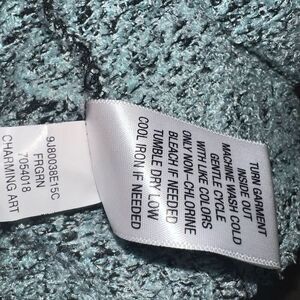 TURN GARMENT
INSIDE OUT
MACHINE WASH COLD
GENTLE CYCLE
WITH LIKE COLORS
ONLY NON-CHLORINE
BLEACH IF NEEDED
TUMBLE DRY LOW
COOL IRON IF NEEDED
9J80038E15C
FRGRN
7054018
CHARMING ART